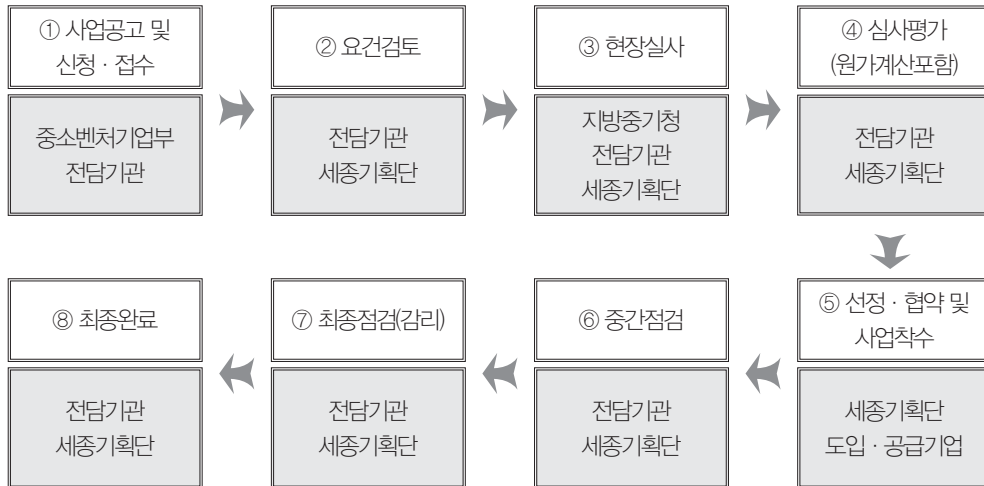 ① 사업공고 및
신청 · 접수
중소벤처기업부
전담기관
② 요건검토
전담기관
세종기획단
③ 현장실사
지방중기청
전담기관
세종기획단
④ 심사평가
(원가계산포함)
전담기관
세종기획단
⑤ 선정 · 협약 및
사업착수
세종기획단
도입 · 공급기업
⑥ 중간점검
전담기관
세종기획단
⑦ 최종점검(감리)
전담기관
세종기획단
⑧ 최종완료
전담기관
세종기획단